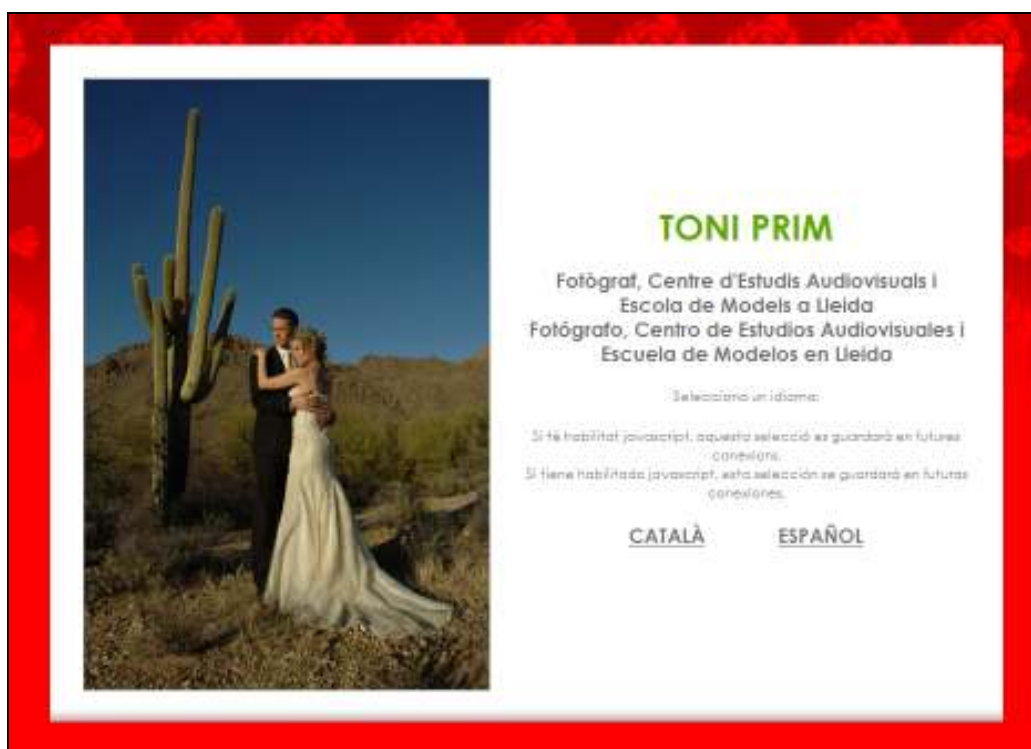 TONI PRIM
Fotògraf, Centre d'Estudis Audiovisuals i
Escola de Models a Lleida
Fotógrafo, Centro de Estudios Audiovisuales i
Escuela de Modelos en Lleida
Selecciona un idioma:
Si té habilitat javascript, aquesta selecció es guardarà en futures
conexions.
Si tiene habilitado javascript, esta selección se guardará en futuras
conexiones.
CATALÀ ESPAÑOL